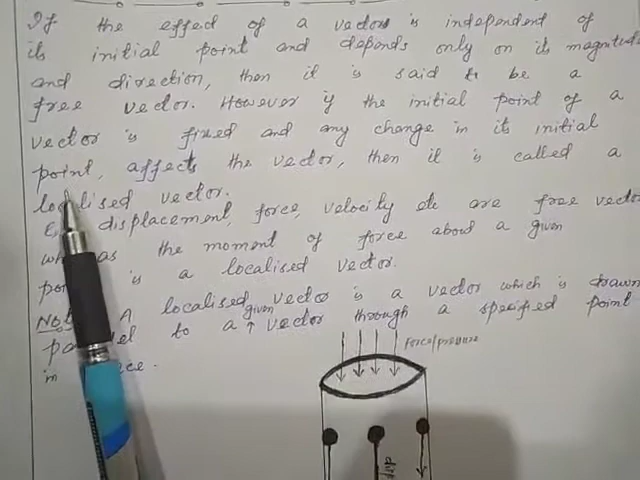 If the effect of a vector is independent of
its initial point and depends only on its magnitude
and direction, then it is said to be a
free vector. However if the initial point of a
vector is fixed and any change in its initial
point, affects the vector, then it is called a
localised vector.
displacement, force, velocity etc are free vector
as the moment of force about a given
is a localised vector.
Note A localised vector is a vector which is drawn
to a given vector through a specified point
in
Force/pressure